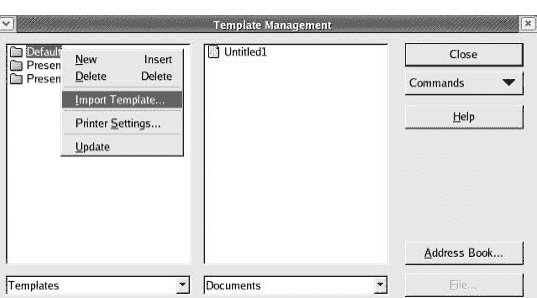 Template Management
Default
Presen
Presen
New Insert
Delete Delete
Import Template...
Printer Settings...
Update
Untitled1
Close
Commands
Help
Address Book...
File...
Templates
Documents